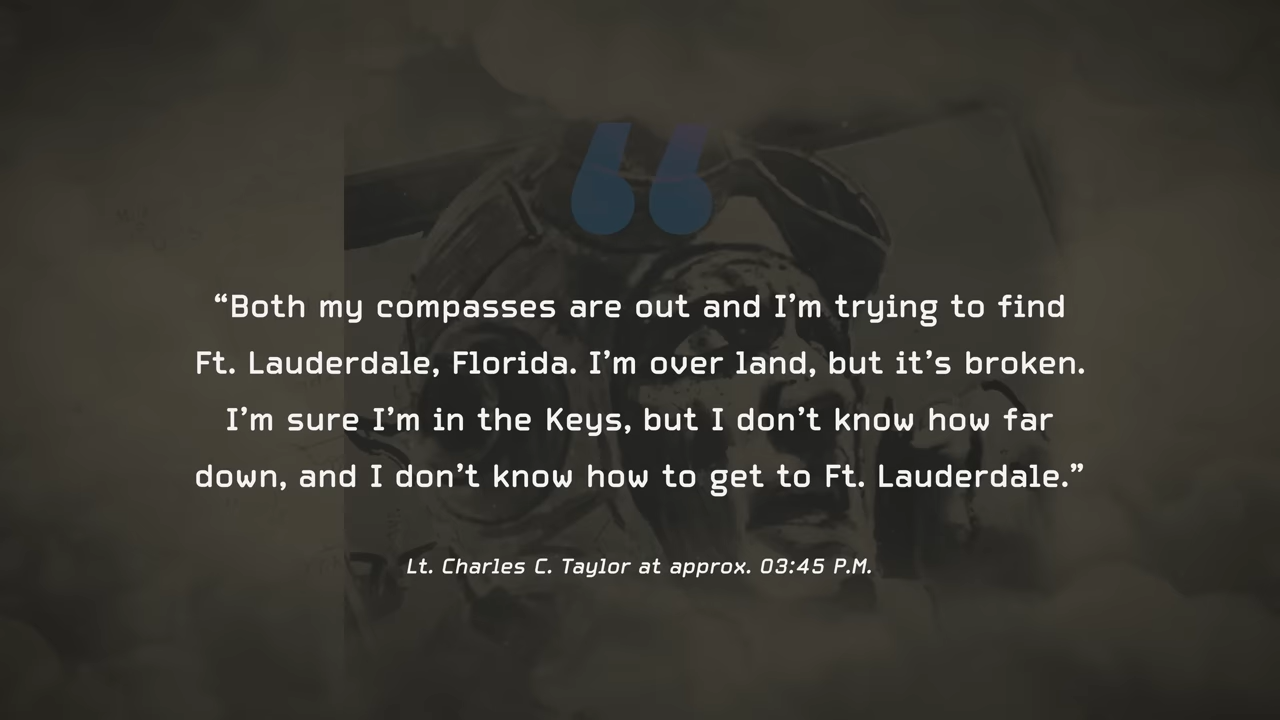 “Both my compasses are out and I’m trying to find
Ft. Lauderdale, Florida. I’m over land, but it’s broken.
I’m sure I’m in the Keys, but I don’t know how far
down, and I don’t know how to get to Ft. Lauderdale.”
Lt. Charles C. Taylor at approx. 03:45 P.M.